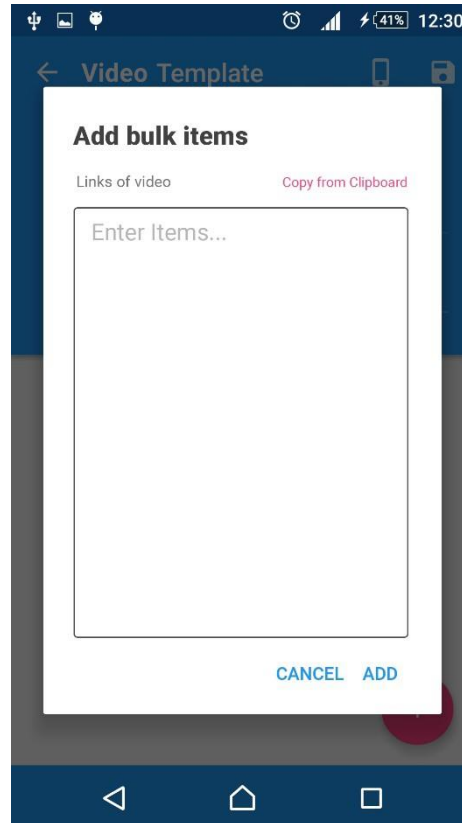 41% 12:30
Video Template
Add bulk items
Links of video Copy from Clipboard
Enter Items...
CANCEL ADD